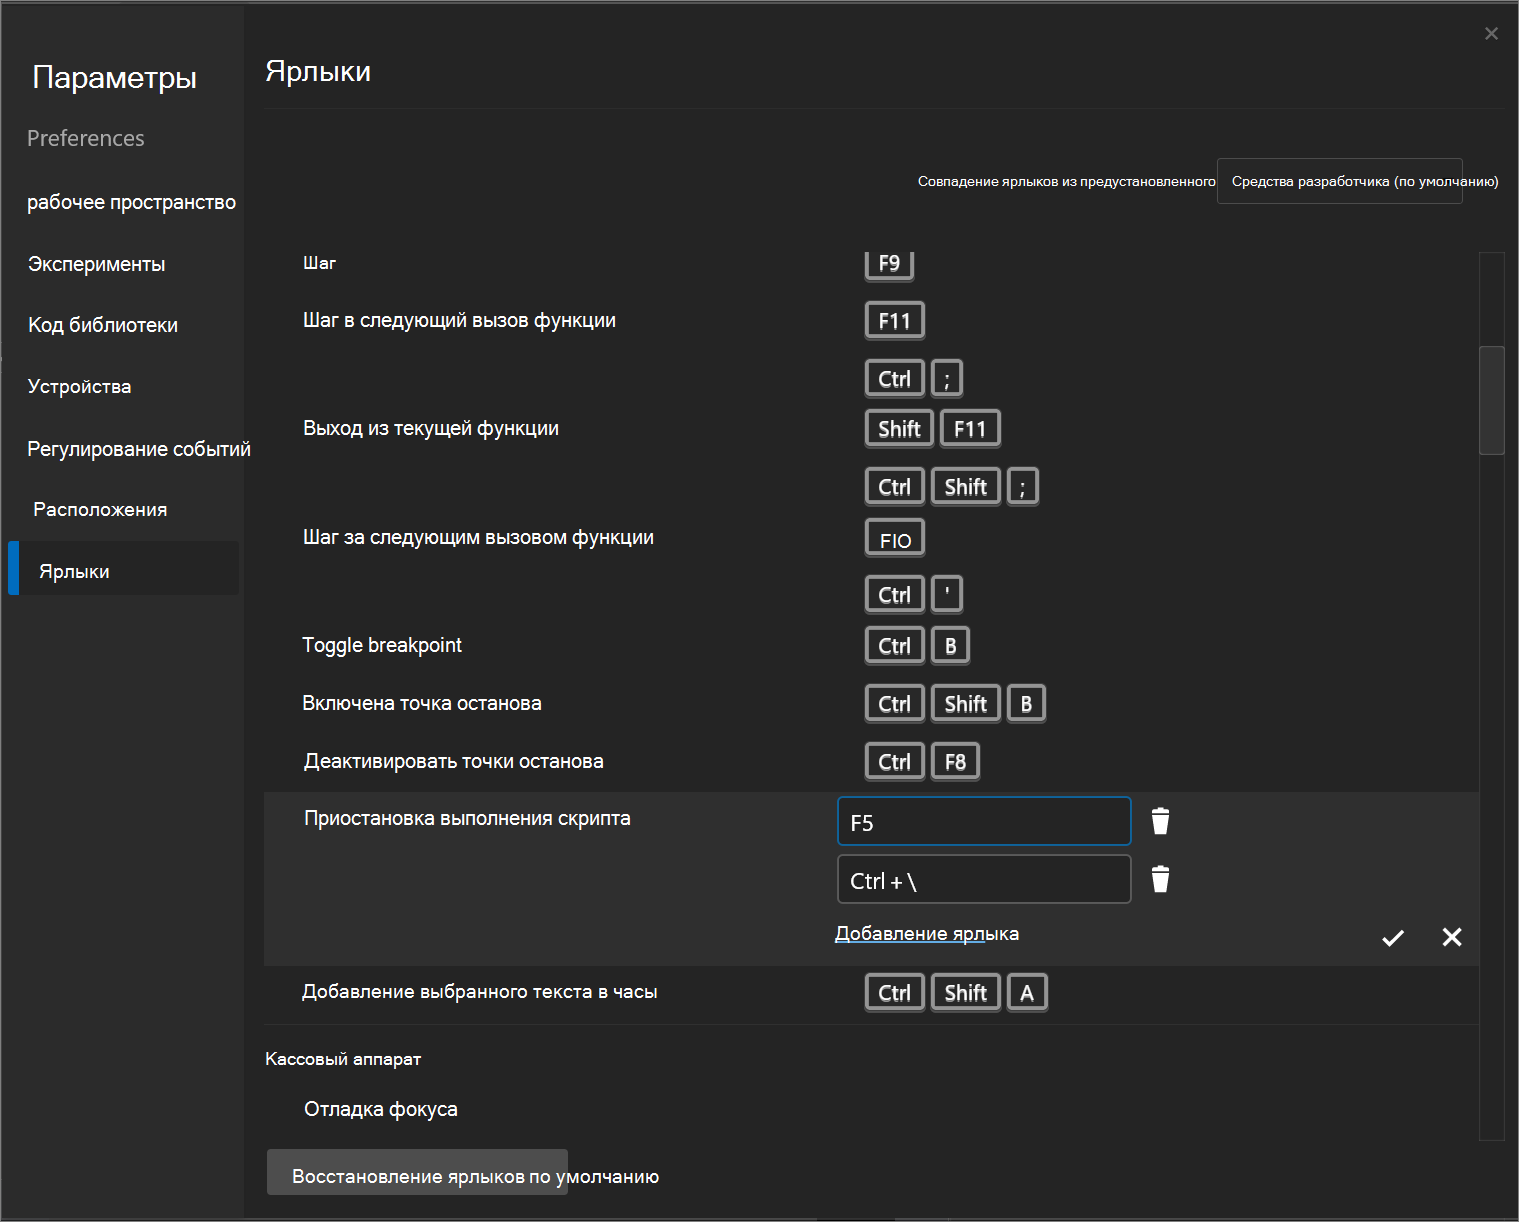 Параметры
Preferences
рабочее пространство
Эксперименты
Код библиотеки
Устройства
Регулирование событий
Расположения
Ярлыки
Ярлыки
Совпадение ярлыков из предустановленного Средства разработчика (по умолчанию)
Шаг F9
Шаг в следующий вызов функции F11
Ctrl ;
Выход из текущей функции Shift F11
Ctrl Shift ;
Шаг за следующим вызовом функции FIO
Ctrl '
Toggle breakpoint Ctrl B
Включена точка останова Ctrl Shift B
Деактивировать точки останова Ctrl F8
Приостановка выполнения скрипта F5
Ctrl + \
Добавление ярлыка
Добавление выбранного текста в часы Ctrl Shift A
Кассовый аппарат
Отладка фокуса
Восстановление ярлыков по умолчанию